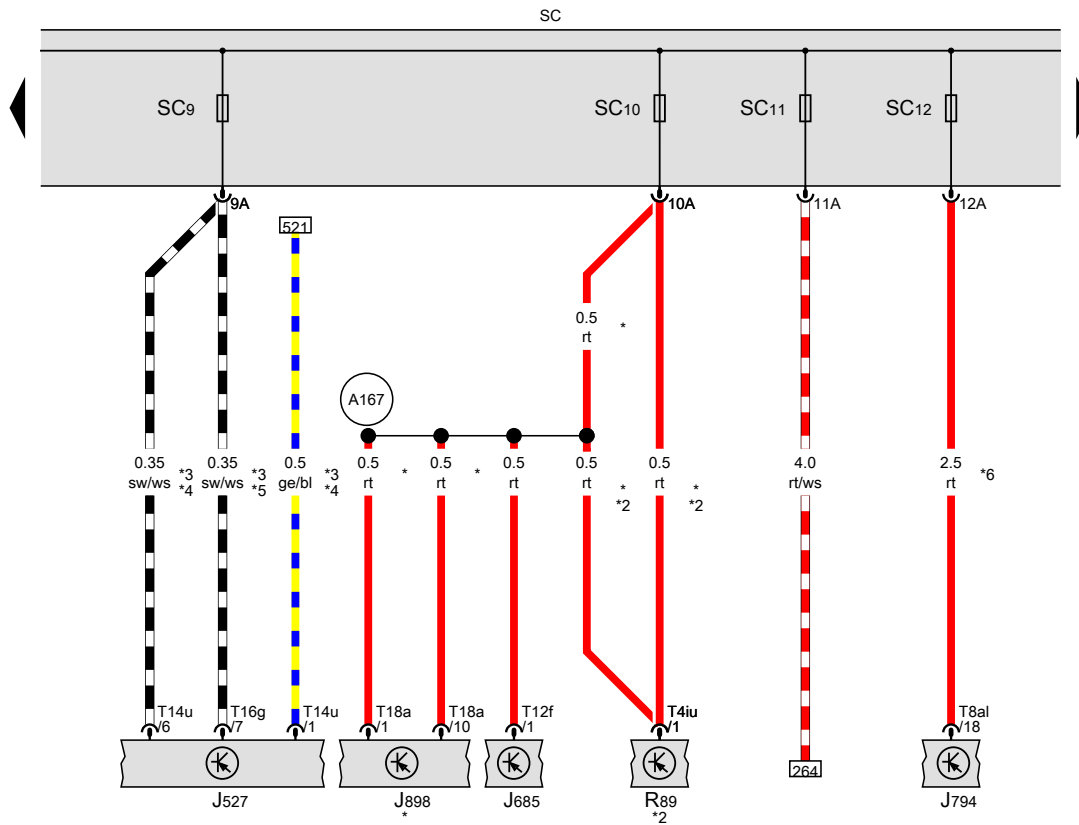 SC
SC9
SC10
SC11
SC12
9A
10A
11A
12A
521
0.5
rt
*
A167
0.35
sw/ws
*3
*4
0.35
sw/ws
*3
*5
0.5
ge/bl
*3
*4
0.5
rt
*
0.5
rt
*
0.5
rt
0.5
rt
*
*2
0.5
rt
*
*2
4.0
rt/ws
2.5
rt
*6
T14u
/6
T16g
/7
T14u
/1
T18a
/1
T18a
/10
T12f
/1
T4iu
/1
T8al
/18
264
J527
J898
*
J685
R89
*2
J794